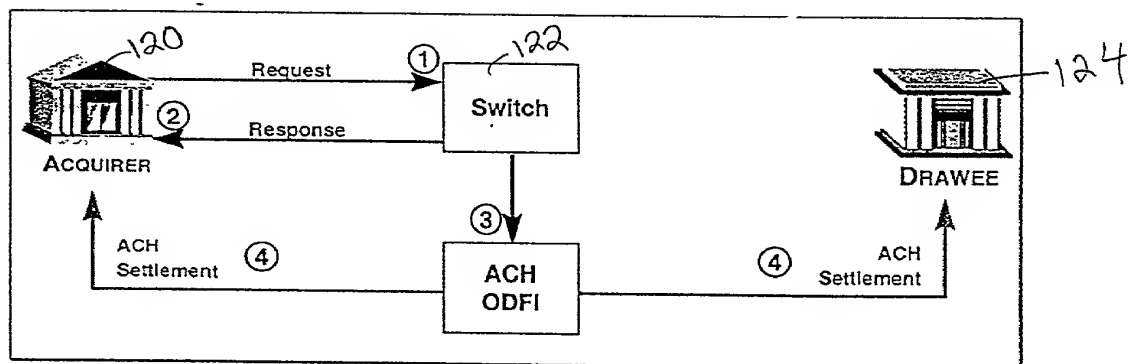 120
122
124
Request
①
Switch
②
Response
ACQUIRER
DRAWEE
③
ACH
Settlement
④
ACH
ODFI
④
ACH
Settlement